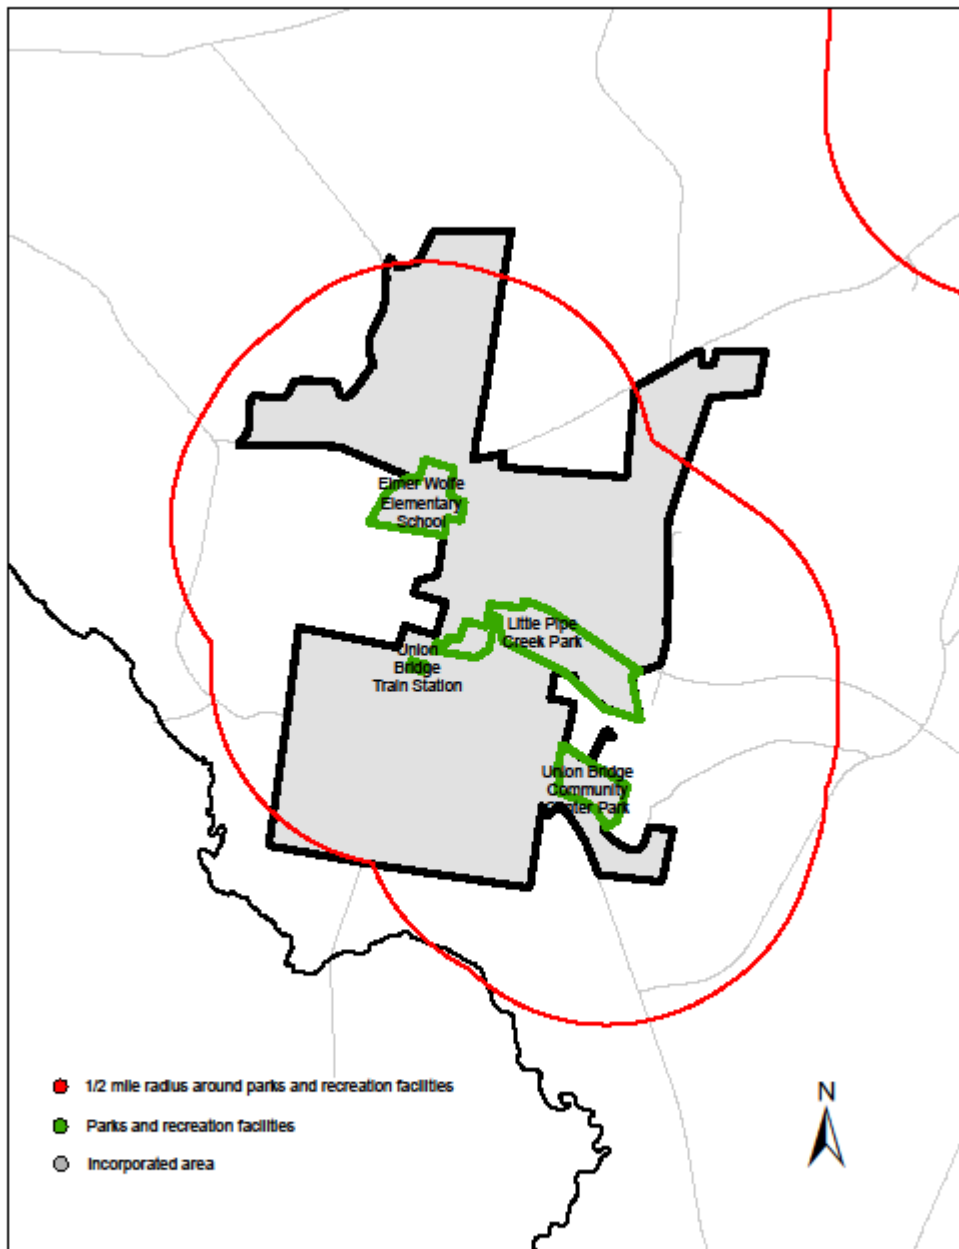 Elmer Wolfe
Elementary
School
Little Pipe
Creek Park
Union
Bridge
Train Station
Union Bridge
Community
Center Park
1/2 mile radius around parks and recreation facilities
Parks and recreation facilities
Incorporated area
N